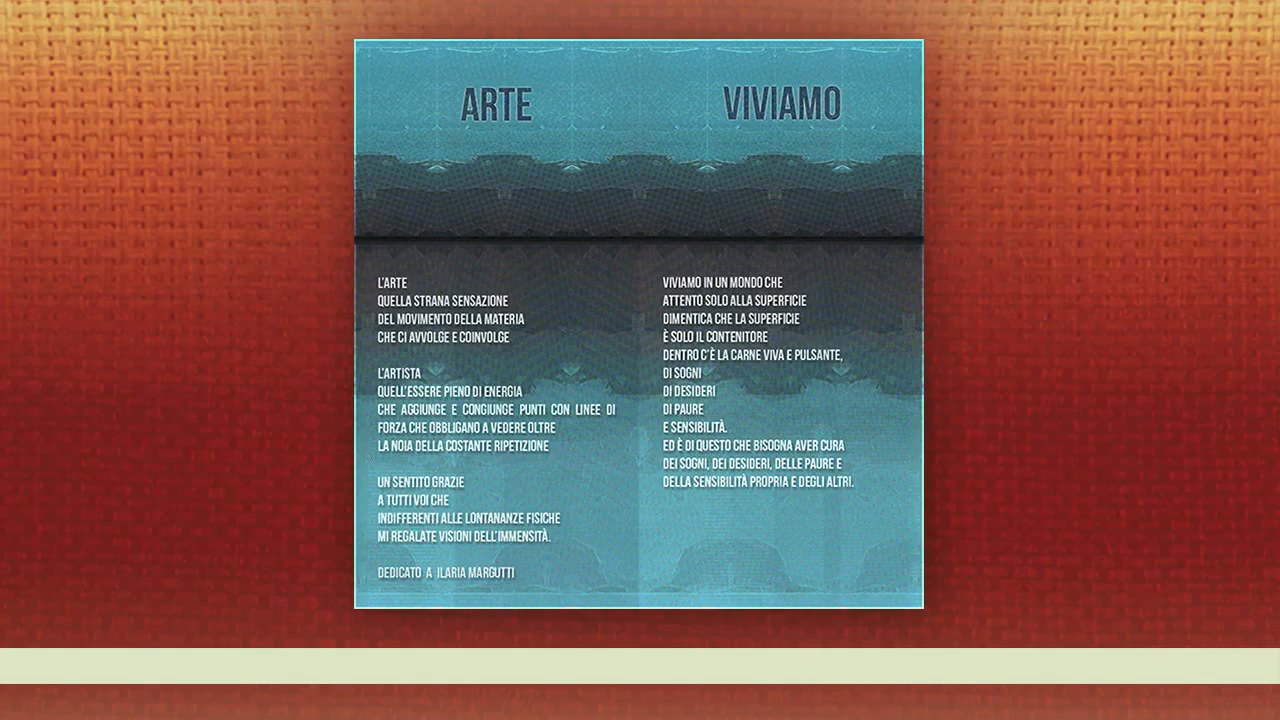 ARTE
L'ARTE
QUELLA STRANA SENSAZIONE
DEL MOVIMENTO DELLA MATERIA
CHE CI AVVOLGE E COINVOLGE
L'ARTISTA
QUELL'ESSERE PIENO DI ENERGIA
CHE AGGIUNGE E CONGIUNGE PUNTI CON LINEE DI
FORZA CHE OBBLIGANO A VEDERE OLTRE
LA NOIA DELLA COSTANTE RIPETIZIONE
UN SENTITO GRAZIE
A TUTTI VOI CHE
INDIFFERENTI ALLE LONTANANZE FISICHE
MI REGALATE VISIONI DELL'IMMENSITÀ.
DEDICATO A ILARIA MARGUTTI
VIVIAMO
VIVIAMO IN UN MONDO CHE
ATTENTO SOLO ALLA SUPERFICIE
DIMENTICA CHE LA SUPERFICIE
È SOLO IL CONTENITORE
DENTRO C'È LA CARNE VIVA E PULSANTE,
DI SOGNI
DI DESIDERI
DI PAURE
E SENSIBILITÀ.
ED È DI QUESTO CHE BISOGNA AVER CURA
DEI SOGNI, DEI DESIDERI, DELLE PAURE E
DELLA SENSIBILITÀ PROPRIA E DEGLI ALTRI.